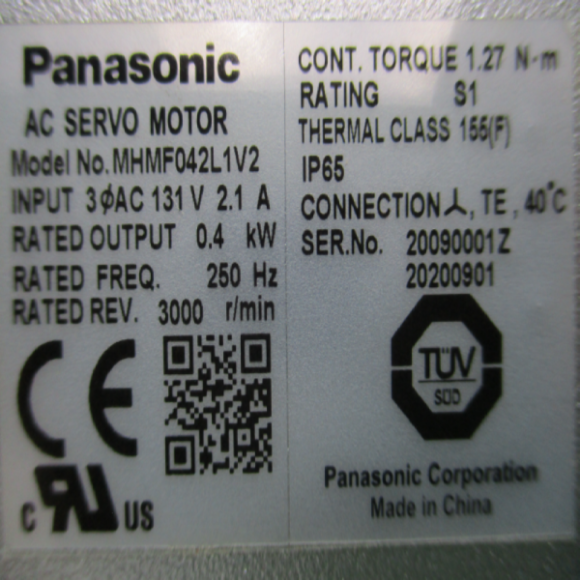 Panasonic
AC SERVO MOTOR
Model No. MHMF042L1V2
INPUT 3ϕAC 131 V 2.1 A
RATED OUTPUT 0.4 kW
RATED FREQ. 250 Hz
RATED REV. 3000 r/min
CE
c RU US
CONT. TORQUE 1.27 N-m
RATING S1
THERMAL CLASS 155(F)
IP65
CONNECTION⅄, TE, 40℃
SER.No. 20090001Z
20200901
TÜV
SÜD
Panasonic Corporation
Made in China